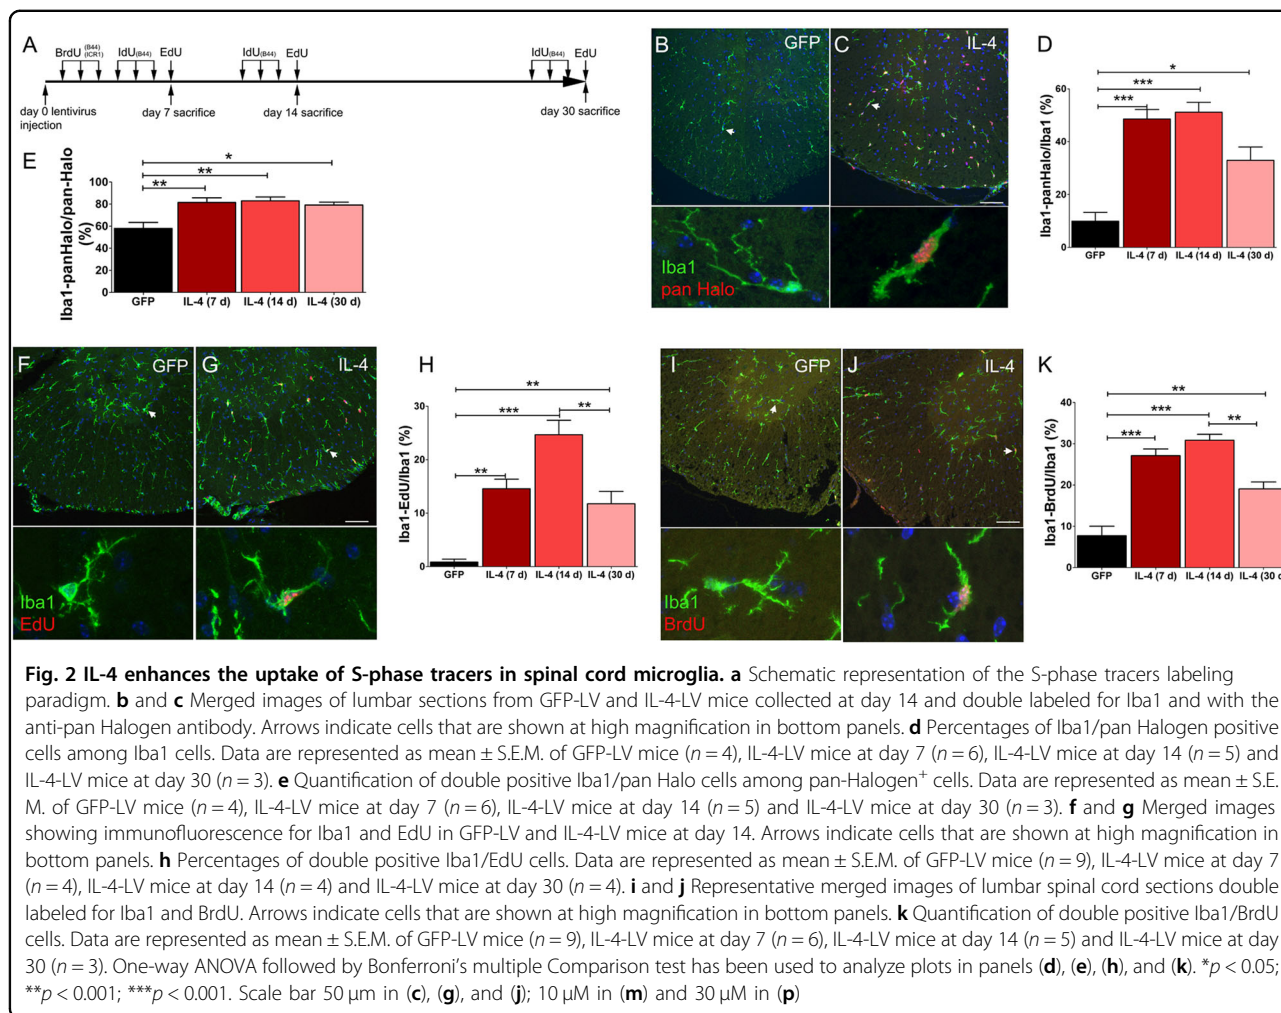 A
BrdU (B44) (ICR1)
IdU(B44)
EdU
IdU(B44)
EdU
IdU(B44)
EdU
day 0 lentivirus
injection
day 7 sacrifice
day 14 sacrifice
day 30 sacrifice
B
GFP
C
IL-4
Iba1
pan Halo
D
Iba1-panHalo/Iba1 (%)
60
40
20
0
*
***
***
GFP
IL-4 (7 d)
IL-4 (14 d)
IL-4 (30 d)
E
Iba1-panHalo/pan-Halo
(%)
100
80
60
40
20
0
*
**
**
GFP
IL-4 (7 d)
IL-4 (14 d)
IL-4 (30 d)
F
GFP
G
IL-4
Iba1
EdU
H
Iba1-EdU/Iba1 (%)
30
20
10
0
**
***
**
**
GFP
IL-4 (7 d)
IL-4 (14 d)
IL-4 (30 d)
I
GFP
J
IL-4
Iba1
BrdU
K
Iba1-BrdU/Iba1 (%)
40
30
20
10
0
**
***
**
***
GFP
IL-4 (7 d)
IL-4 (14 d)
IL-4 (30 d)
Fig. 2 IL-4 enhances the uptake of S-phase tracers in spinal cord microglia. a Schematic representation of the S-phase tracers labeling
paradigm. b and c Merged images of lumbar sections from GFP-LV and IL-4-LV mice collected at day 14 and double labeled for Iba1 and with the
anti-pan Halogen antibody. Arrows indicate cells that are shown at high magnification in bottom panels. d Percentages of Iba1/pan Halogen positive
cells among Iba1 cells. Data are represented as mean ± S.E.M. of GFP-LV mice (n = 4), IL-4-LV mice at day 7 (n = 6), IL-4-LV mice at day 14 (n = 5) and
IL-4-LV mice at day 30 (n = 3). e Quantification of double positive Iba1/pan Halo cells among pan-Halogen⁺ cells. Data are represented as mean ± S.E.
M. of GFP-LV mice (n = 4), IL-4-LV mice at day 7 (n = 6), IL-4-LV mice at day 14 (n = 5) and IL-4-LV mice at day 30 (n = 3). f and g Merged images
showing immunofluorescence for Iba1 and EdU in GFP-LV and IL-4-LV mice at day 14. Arrows indicate cells that are shown at high magnification in
bottom panels. h Percentages of double positive Iba1/EdU cells. Data are represented as mean ± S.E.M. of GFP-LV mice (n = 9), IL-4-LV mice at day 7
(n = 4), IL-4-LV mice at day 14 (n = 4) and IL-4-LV mice at day 30 (n = 4). i and j Representative merged images of lumbar spinal cord sections double
labeled for Iba1 and BrdU. Arrows indicate cells that are shown at high magnification in bottom panels. k Quantification of double positive Iba1/BrdU
cells. Data are represented as mean ± S.E.M. of GFP-LV mice (n = 9), IL-4-LV mice at day 7 (n = 6), IL-4-LV mice at day 14 (n = 5) and IL-4-LV mice at day
30 (n = 3). One-way ANOVA followed by Bonferroni's multiple Comparison test has been used to analyze plots in panels (d), (e), (h), and (k). *p < 0.05;
**p < 0.001; ***p < 0.001. Scale bar 50 µm in (c), (g), and (j); 10 µM in (m) and 30 µM in (p)